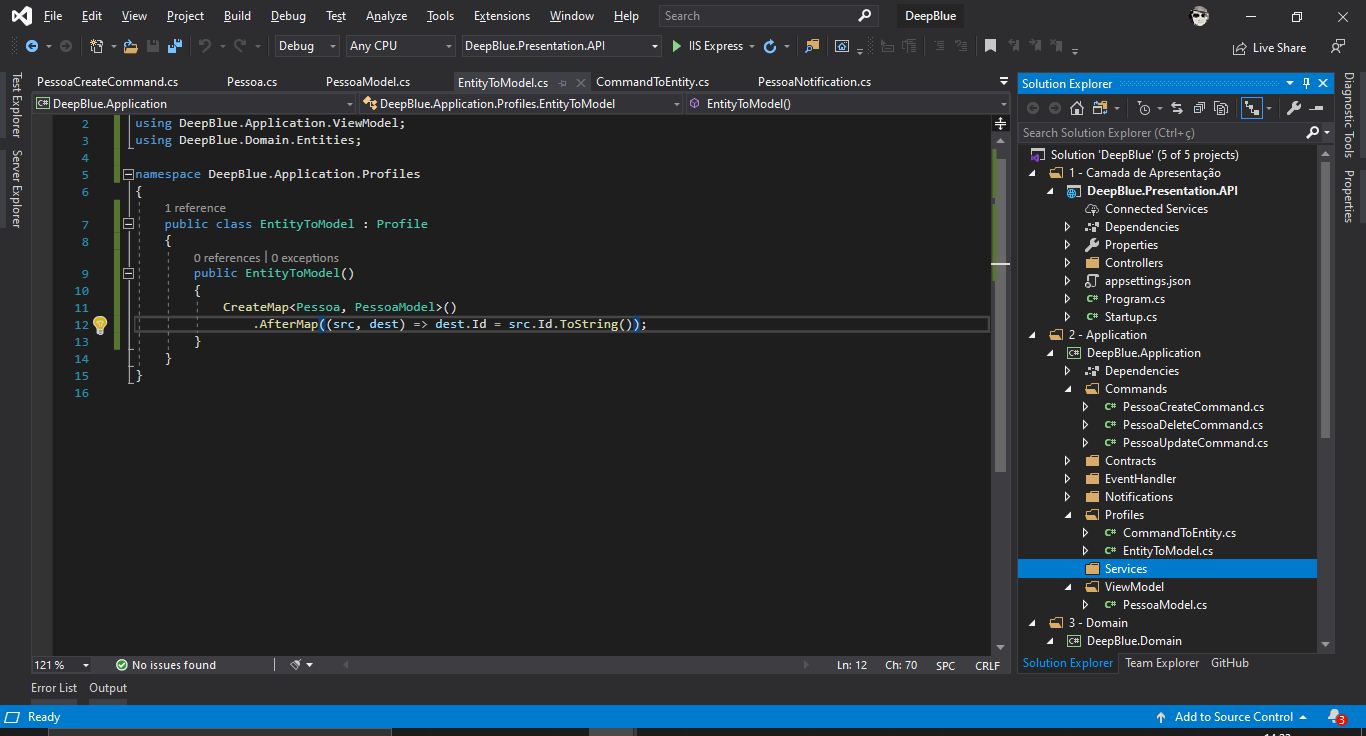 File Edit View Project Build Debug Test Analyze Tools Extensions Window Help Search DeepBlue
Debug Any CPU DeepBlue.Presentation.API IIS Express Live Share
Test Explorer
Server Explorer
PessoaCreateCommand.cs Pessoa.cs PessoaModel.cs EntityToModel.cs CommandToEntity.cs PessoaNotification.cs
C# DeepBlue.Application DeepBlue.Application.Profiles.EntityToModel EntityToModel()
2 using DeepBlue.Application.ViewModel;
3 using DeepBlue.Domain.Entities;
4
5 namespace DeepBlue.Application.Profiles
6 {
1 reference
7 public class EntityToModel : Profile
8 {
0 references | 0 exceptions
9 public EntityToModel()
10 {
11 CreateMap<Pessoa, PessoaModel>()
12 .AfterMap((src, dest) => dest.Id = src.Id.ToString());
13 }
14 }
15 }
16
121 % No issues found Ln: 12 Ch: 70 SPC CRLF
Solution Explorer
Search Solution Explorer (Ctrl+ç)
Solution 'DeepBlue' (5 of 5 projects)
1 - Camada de Apresentação
DeepBlue.Presentation.API
Connected Services
Dependencies
Properties
Controllers
appsettings.json
C# Program.cs
C# Startup.cs
2 - Application
C# DeepBlue.Application
Dependencies
Commands
C# PessoaCreateCommand.cs
C# PessoaDeleteCommand.cs
C# PessoaUpdateCommand.cs
Contracts
EventHandler
Notifications
Profiles
C# CommandToEntity.cs
C# EntityToModel.cs
Services
ViewModel
C# PessoaModel.cs
3 - Domain
C# DeepBlue.Domain
Solution Explorer Team Explorer GitHub
Diagnostic Tools
Properties
Error List Output
Ready Add to Source Control 3